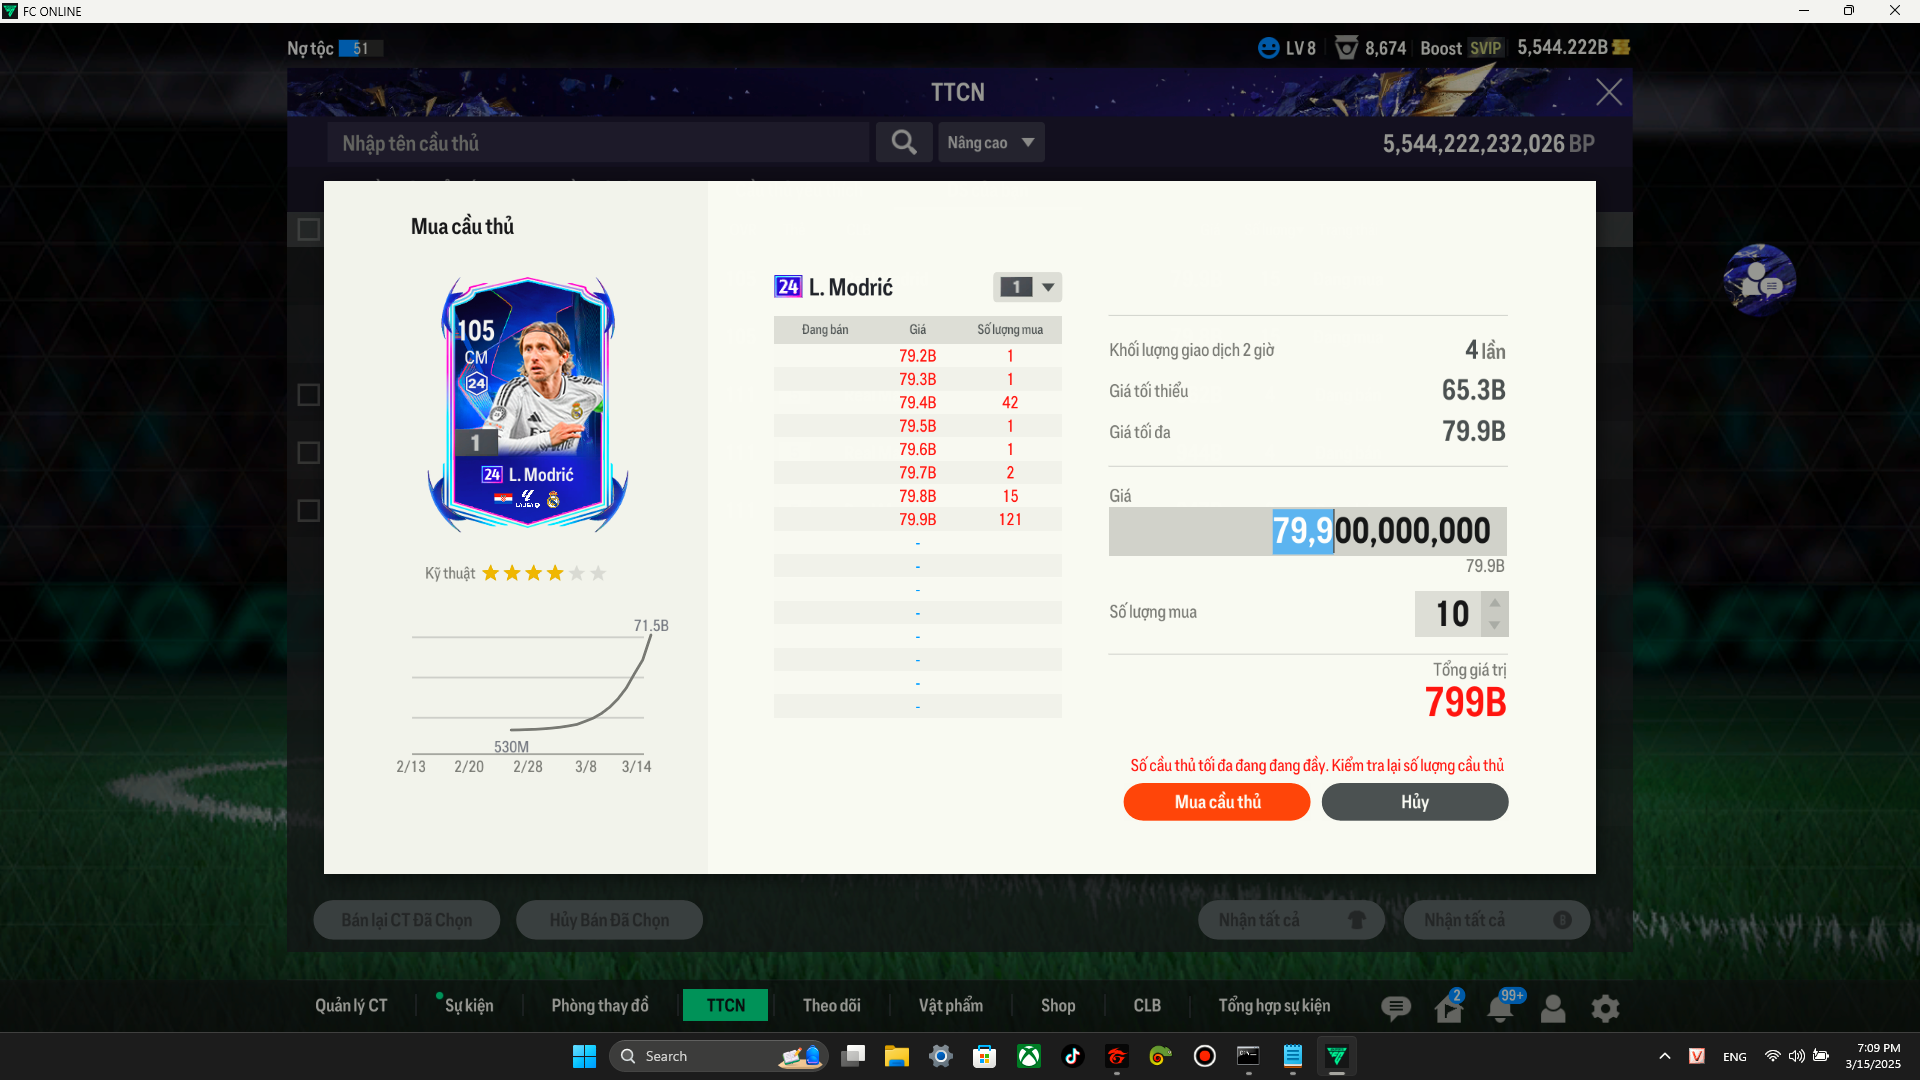 FC ONLINE
Nợ tộc 51
LV 8 8,674 Boost SVIP 5,544.222B
TTCN
Nhập tên cầu thủ
Nâng cao
5,544,222,232,026 BP
Mua cầu thủ
105
CM
24
1
24 L. Modrić
Kỹ thuật
71.5B
530M
2/13 2/20 2/28 3/8 3/14
24 L. Modrić 1
Đang bán Giá Số lượng mua
79.2B 1
79.3B 1
79.4B 42
79.5B 1
79.6B 1
79.7B 2
79.8B 15
79.9B 121
-
-
-
-
-
-
-
-
Khối lượng giao dịch 2 giờ 4 lần
Giá tối thiểu 65.3B
Giá tối đa 79.9B
Giá
79,900,000,000
79.9B
Số lượng mua 10
Tổng giá trị
799B
Số cầu thủ tối đa đang đang đầy. Kiểm tra lại số lượng cầu thủ
Mua cầu thủ Hủy
Bán lại CT Đã Chọn Hủy Bán Đã Chọn Nhận tất cả Nhận tất cả B
Quản lý CT Sự kiện Phòng thay đồ TTCN Theo dõi Vật phẩm Shop CLB Tổng hợp sự kiện 2 99+
Search
V ENG
7:09 PM
3/15/2025